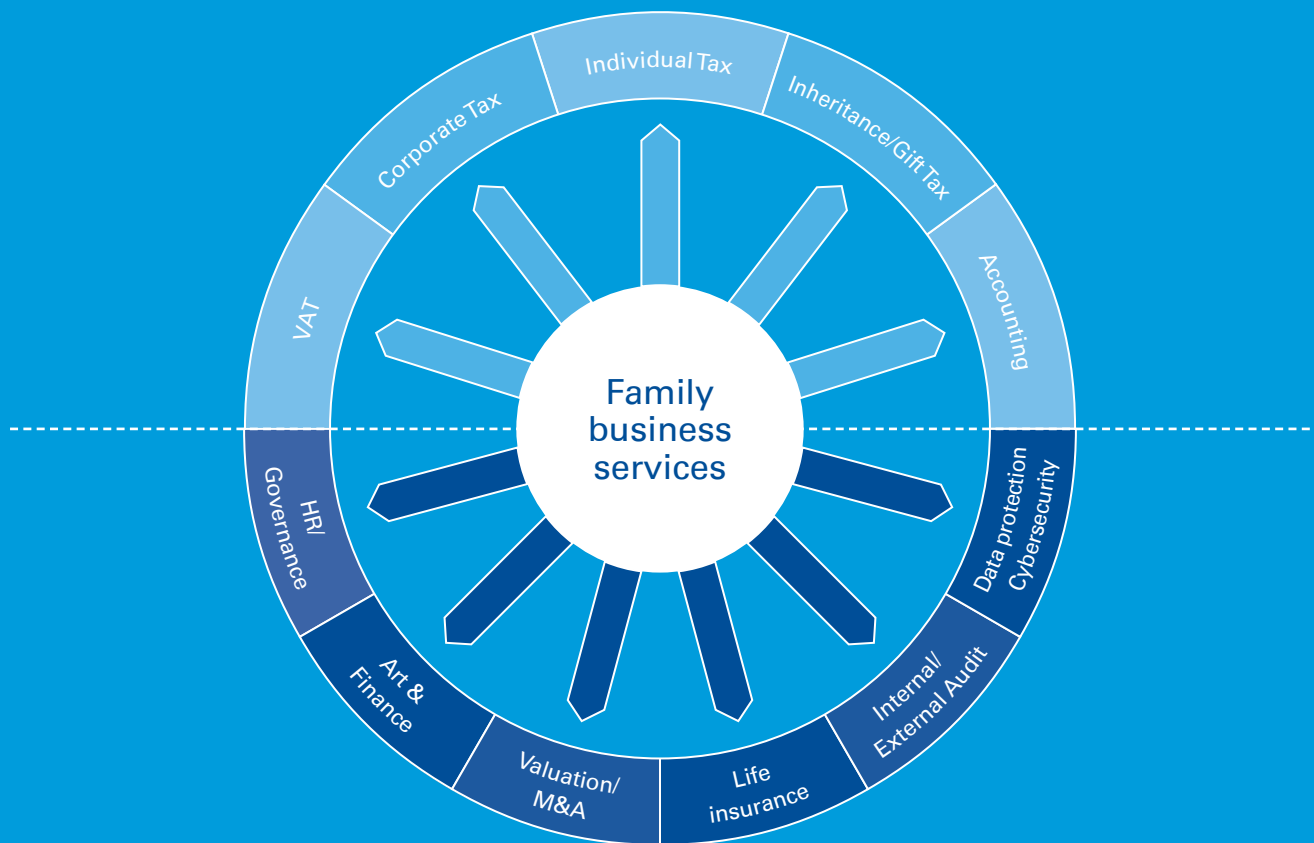 Individual Tax
Corporate Tax
Inheritance/Gift Tax
VAT
Accounting
Family
business
services
HR/
Governance
Data protection
Cybersecurity
Art &
Finance
Internal/
External Audit
Valuation/
M&A
Life
insurance